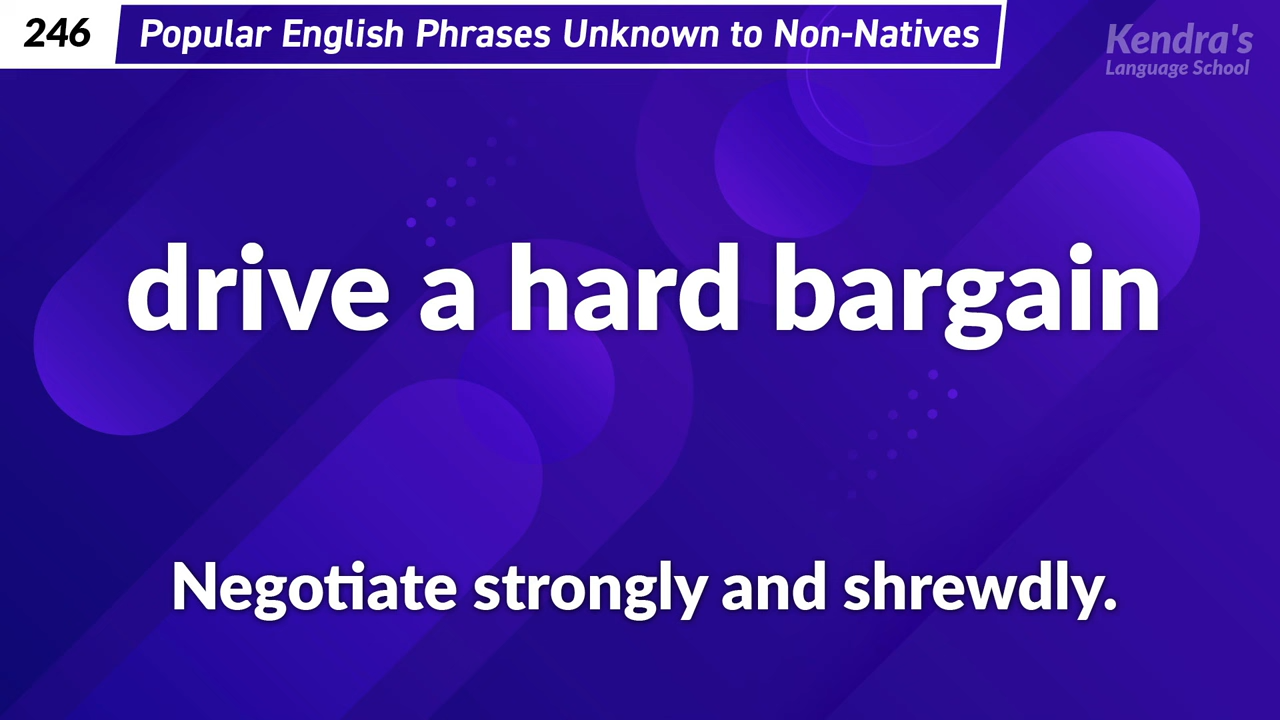 246 Popular English Phrases Unknown to Non-Natives
Kendra's
Language School
drive a hard bargain
Negotiate strongly and shrewdly.